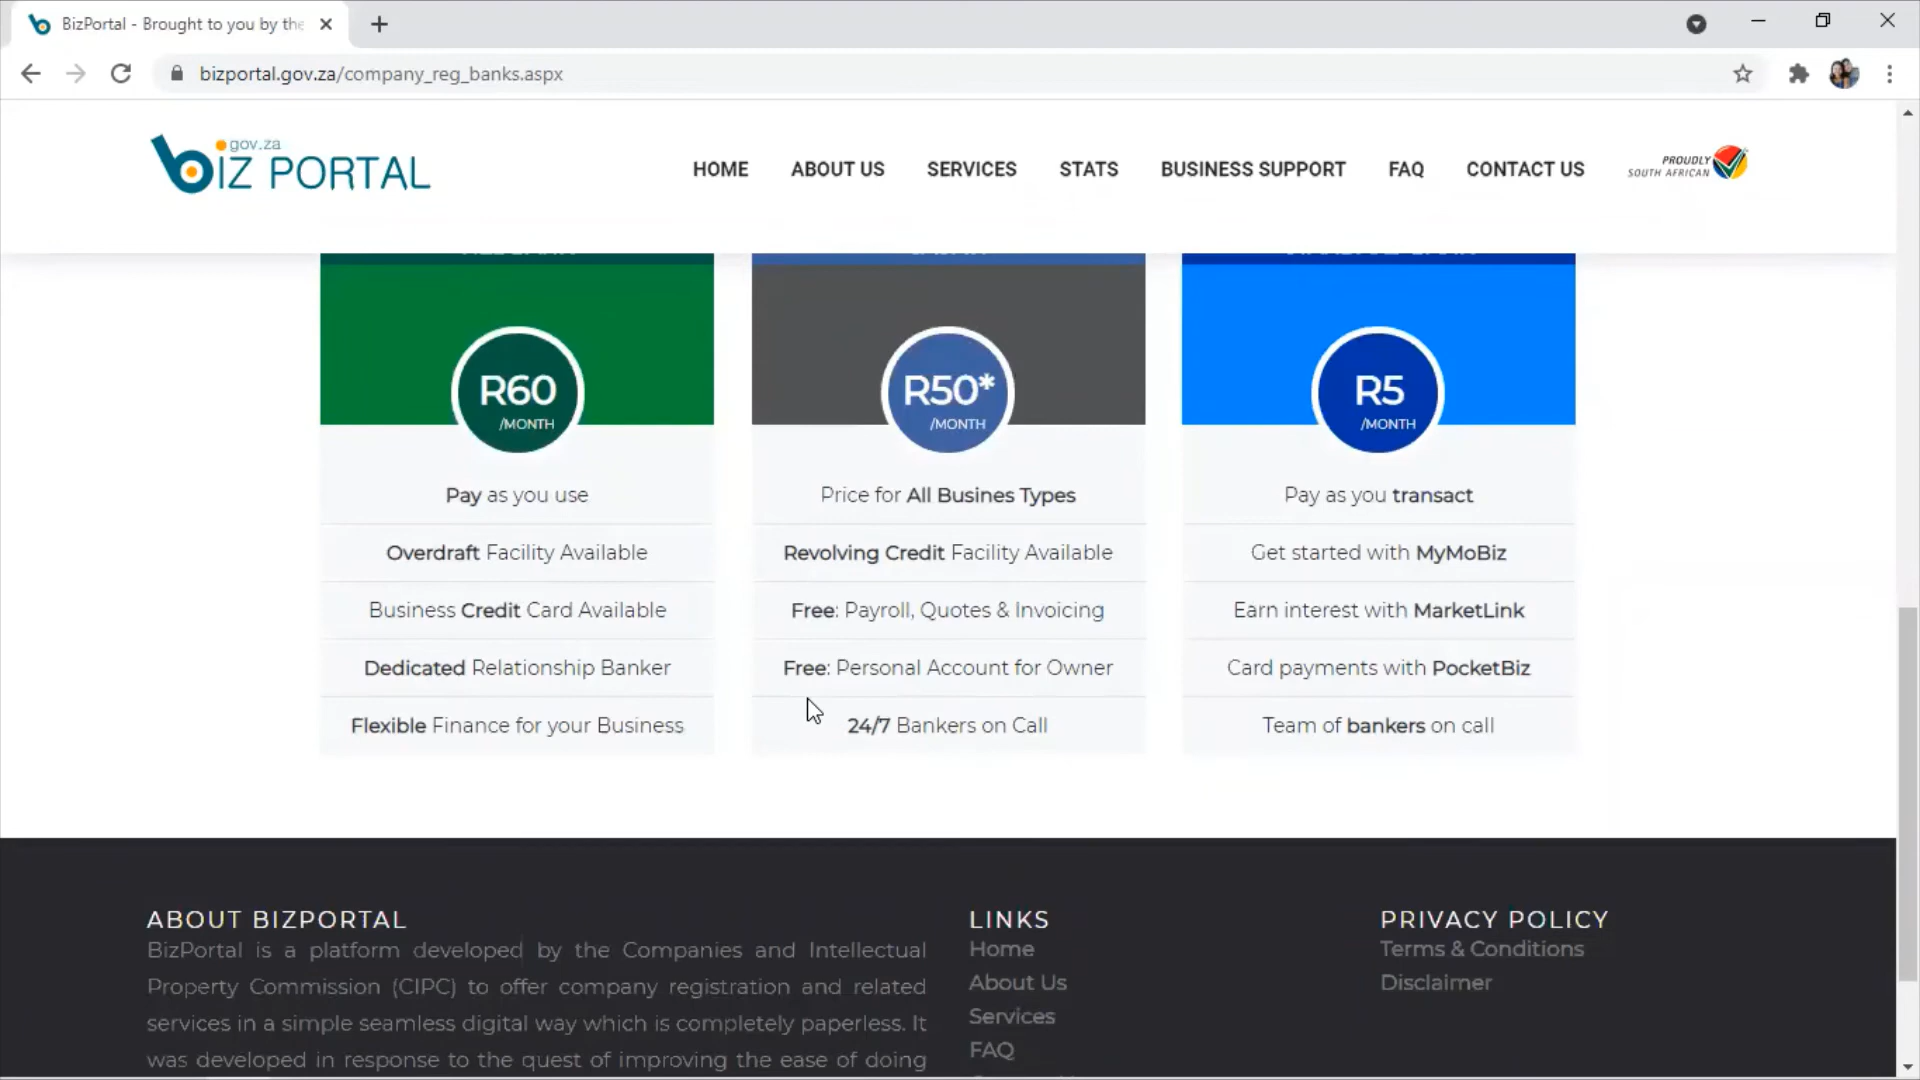 BizPortal - Brought to you by the
bizportal.gov.za/company_reg_banks.aspx
gov.za
biz PORTAL
HOME
ABOUT US
SERVICES
STATS
BUSINESS SUPPORT
FAQ
CONTACT US
PROUDLY
SOUTH AFRICAN
R60
/MONTH
Pay as you use
Overdraft Facility Available
Business Credit Card Available
Dedicated Relationship Banker
Flexible Finance for your Business
R50*
/MONTH
Price for All Busines Types
Revolving Credit Facility Available
Free: Payroll, Quotes & Invoicing
Free: Personal Account for Owner
24/7 Bankers on Call
R5
/MONTH
Pay as you transact
Get started with MyMoBiz
Earn interest with MarketLink
Card payments with PocketBiz
Team of bankers on call
ABOUT BIZPORTAL
BizPortal is a platform developed by the Companies and Intellectual
Property Commission (CIPC) to offer company registration and related
services in a simple seamless digital way which is completely paperless. It
was developed in response to the quest of improving the ease of doing
LINKS
Home
About Us
Services
FAQ
PRIVACY POLICY
Terms & Conditions
Disclaimer